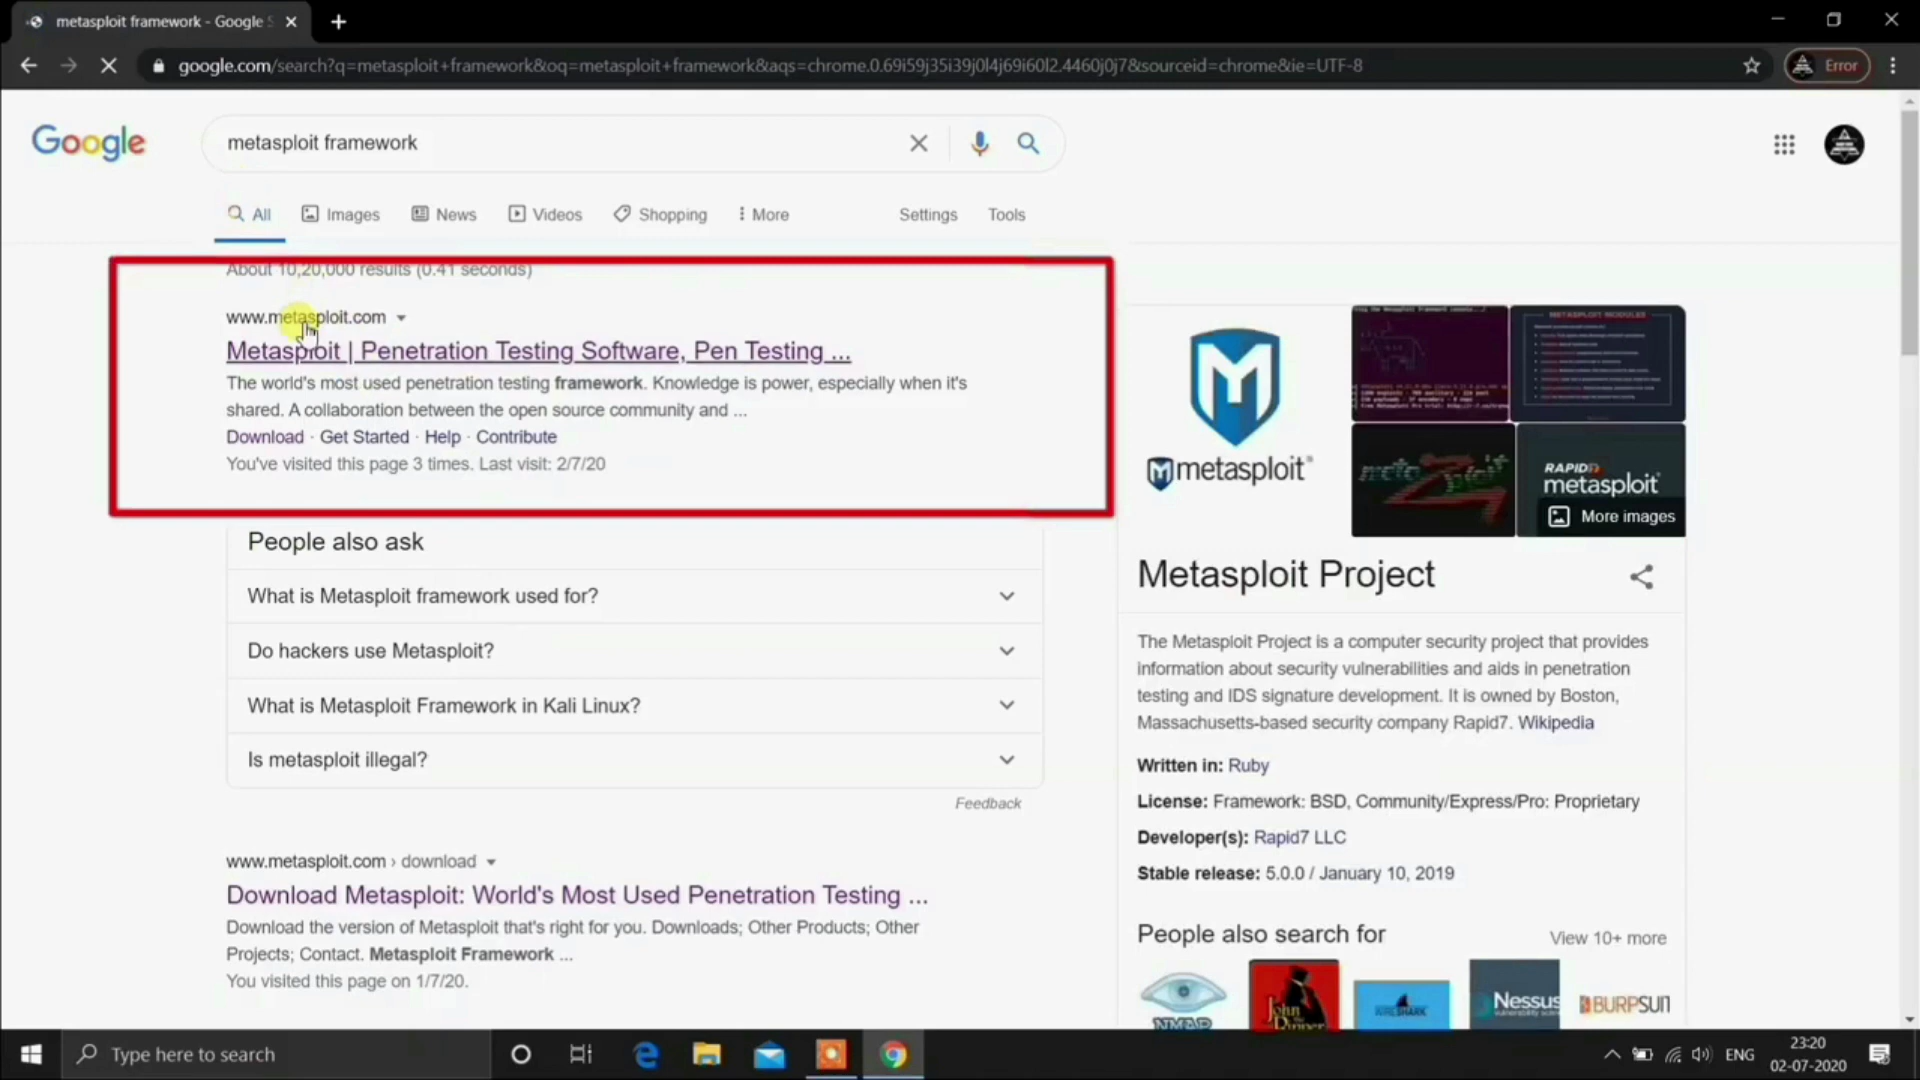 metasploit framework - Google S
google.com/search?q=metasploit+framework&oq=metasploit+framework&aqs=chrome.0.69i59j35i39j0l4j69i60l2.4460j0j7&sourceid=chrome&ie=UTF-8
Error
Google
metasploit framework
All Images News Videos Shopping More Settings Tools
About 10,20,000 results (0.41 seconds)
www.metasploit.com
Metasploit | Penetration Testing Software, Pen Testing ...
The world's most used penetration testing framework. Knowledge is power, especially when it's
shared. A collaboration between the open source community and ...
Download · Get Started · Help · Contribute
You've visited this page 3 times. Last visit: 2/7/20
People also ask
What is Metasploit framework used for?
Do hackers use Metasploit?
What is Metasploit Framework in Kali Linux?
Is metasploit illegal?
Feedback
www.metasploit.com › download
Download Metasploit: World's Most Used Penetration Testing ...
Download the version of Metasploit that's right for you. Downloads; Other Products; Other
Projects; Contact. Metasploit Framework ...
You visited this page on 1/7/20.
metasploit
METASPLOIT MODULES
RAPID7
metasploit
More images
Metasploit Project
The Metasploit Project is a computer security project that provides
information about security vulnerabilities and aids in penetration
testing and IDS signature development. It is owned by Boston,
Massachusetts-based security company Rapid7. Wikipedia
Written in: Ruby
License: Framework: BSD, Community/Express/Pro: Proprietary
Developer(s): Rapid7 LLC
Stable release: 5.0.0 / January 10, 2019
People also search for
View 10+ more
NMAP
John
the
Ripper
WIRESHARK
Nessus
BURPSUIT
Type here to search
ENG
23:20
02-07-2020